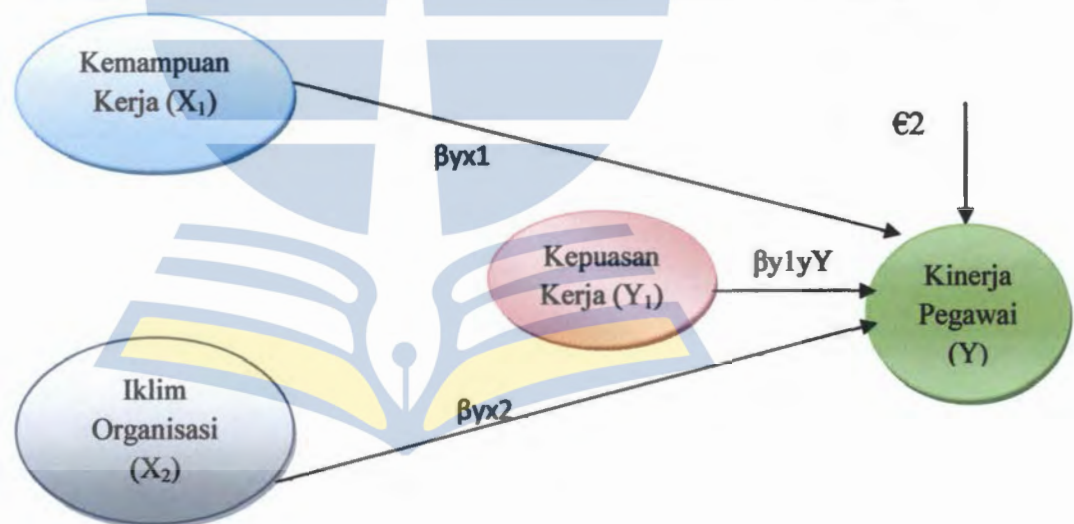 Kemampuan
Kerja (X₁)
€2
βyx1
Kepuasan
Kerja (Y₁)
βy1yY
Kinerja
Pegawai
(Y)
Iklim
Organisasi
(X₂)
βyx2